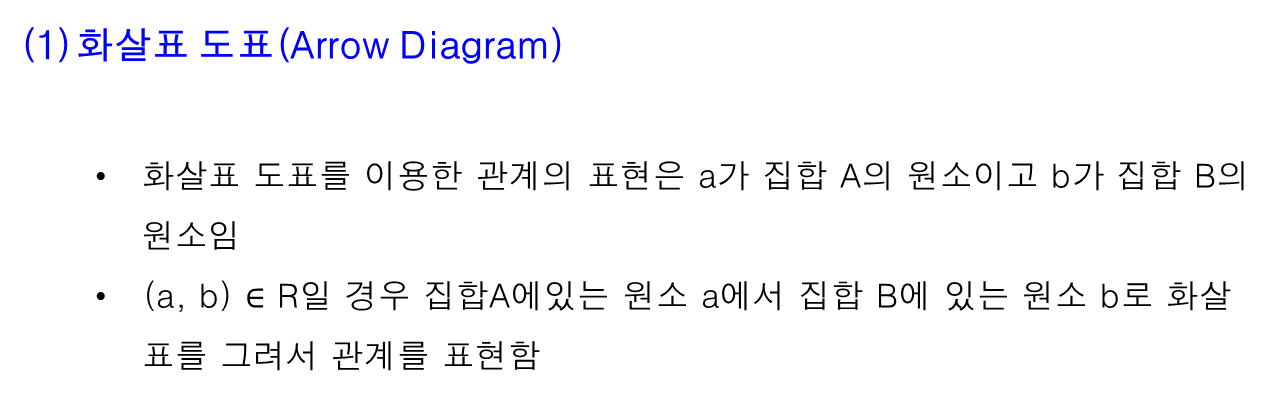 (1) 화살표 도표(Arrow Diagram)
• 화살표 도표를 이용한 관계의 표현은 a가 집합 A의 원소이고 b가 집합 B의
원소임
• (a, b) ∈ R일 경우 집합A에있는 원소 a에서 집합 B에 있는 원소 b로 화살
표를 그려서 관계를 표현함